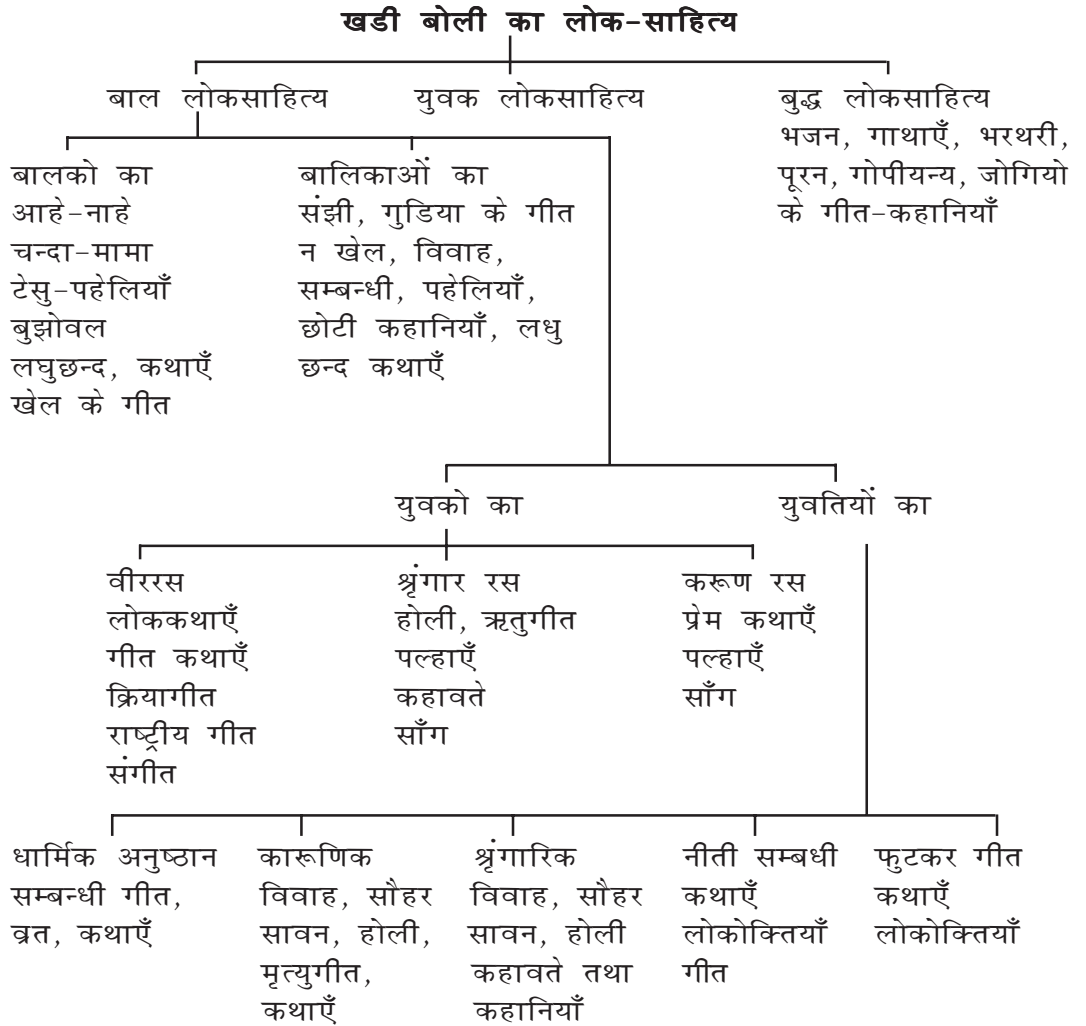 खडी बोली का लोक-साहित्य
बाल लोकसाहित्य
युवक लोकसाहित्य
बुद्ध लोकसाहित्य
भजन, गाथाएँ, भरथरी,
पूरन, गोपीयन्य, जोगियो
के गीत-कहानियाँ
बालको का
आहे-नाहे
चन्दा-मामा
टेसु-पहेलियाँ
बुझोवल
लघुछन्द, कथाएँ
खेल के गीत
बालिकाओं का
संझी, गुडिया के गीत
न खेल, विवाह,
सम्बन्धी, पहेलियाँ,
छोटी कहानियाँ, लधु
छन्द कथाएँ
युवको का
युवतियों का
वीररस
लोककथाएँ
गीत कथाएँ
क्रियागीत
राष्ट्रीय गीत
संगीत
श्रृंगार रस
होली, ऋतुगीत
पल्हाएँ
कहावते
साँग
करूण रस
प्रेम कथाएँ
पल्हाएँ
साँग
धार्मिक अनुष्ठान
सम्बन्धी गीत,
व्रत, कथाएँ
कारूणिक
विवाह, सौहर
सावन, होली,
मृत्युगीत,
कथाएँ
श्रृंगारिक
विवाह, सौहर
सावन, होली
कहावते तथा
कहानियाँ
नीती सम्बधी
कथाएँ
लोकोक्तियाँ
गीत
फुटकर गीत
कथाएँ
लोकोक्तियाँ